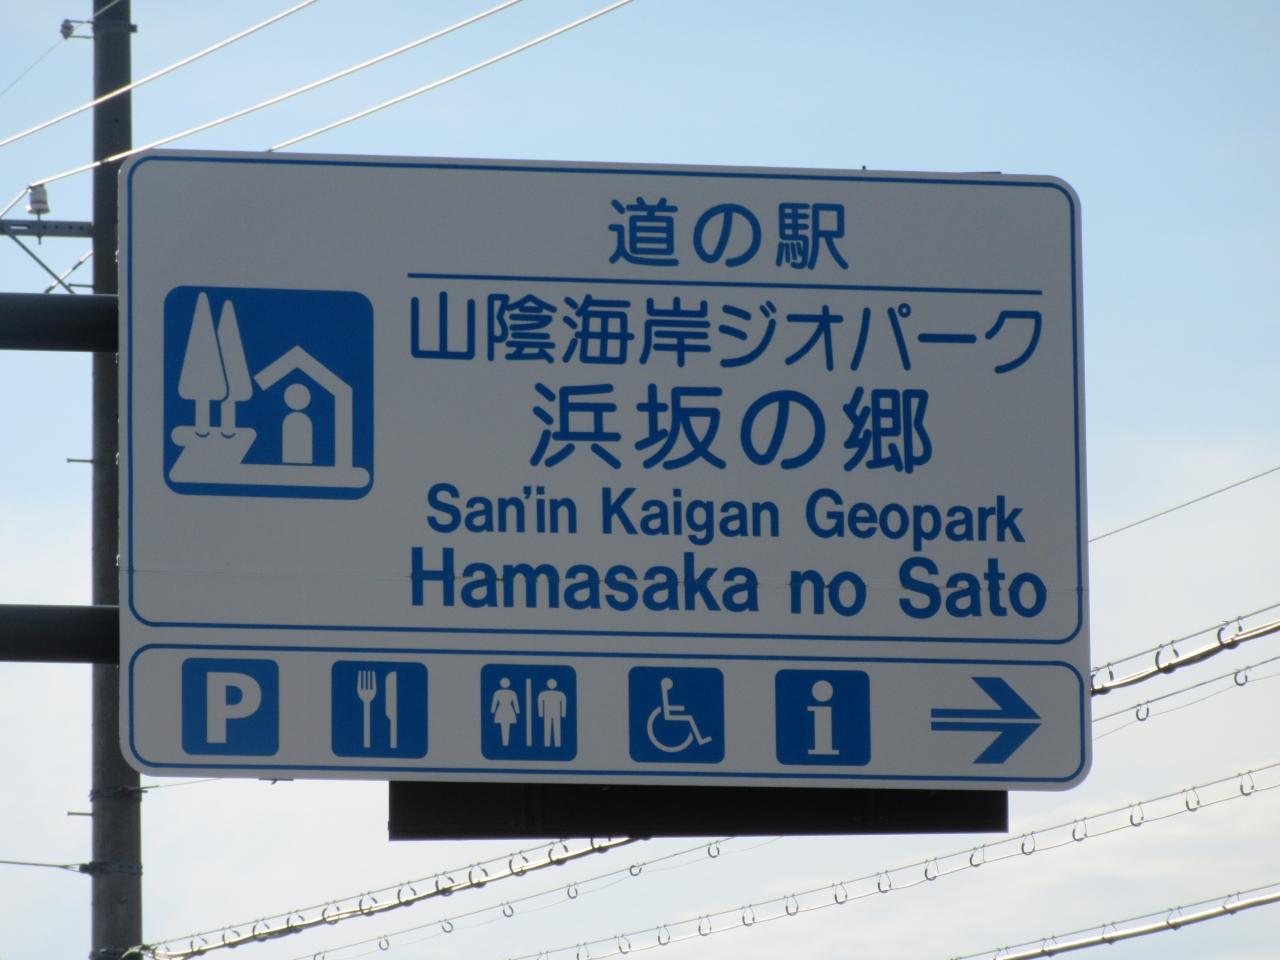 道の駅
山陰海岸ジオパーク
浜坂の郷
San'in Kaigan Geopark
Hamasaka no Sato
P i